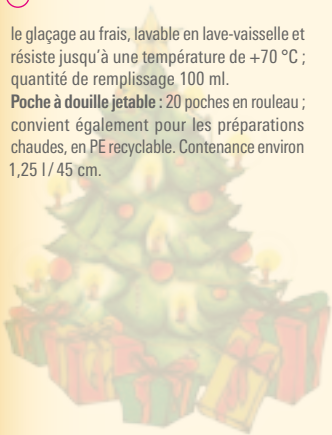 le glaçage au frais, lavable en lave-vaisselle et
résiste jusqu’à une température de +70 °C ;
quantité de remplissage 100 ml.
Poche à douille jetable : 20 poches en rouleau ;
convient également pour les préparations
chaudes, en PE recyclable. Contenance environ
1,25 l / 45 cm.